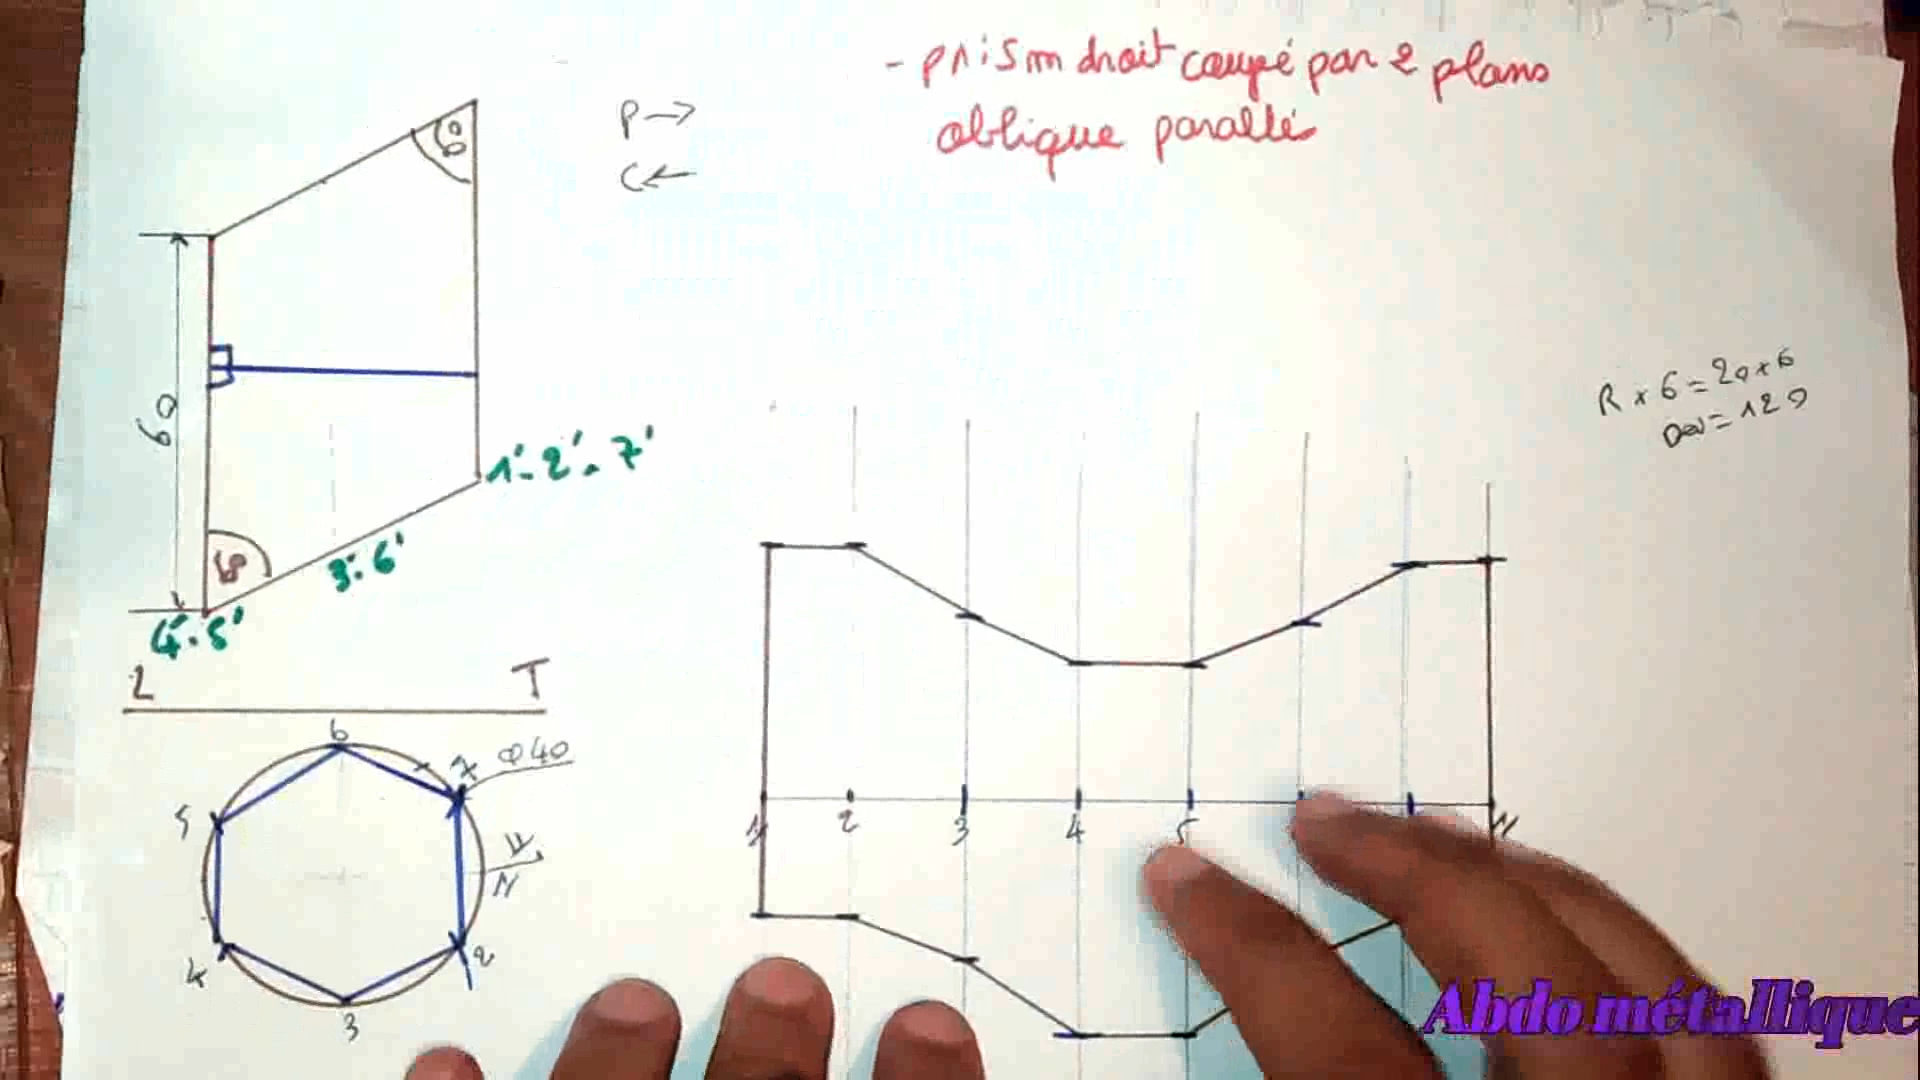 - prism droit coupé par 2 plans
oblique parallé
P →
C ←
60
60
60
1'. 2'. 7'
3'. 6'
4'. 5'
L T
6
7
Φ40
5
4
2
3
R × 6 = 20 × 6
Dev = 120
1 2 3 4 5
Abdo métallique